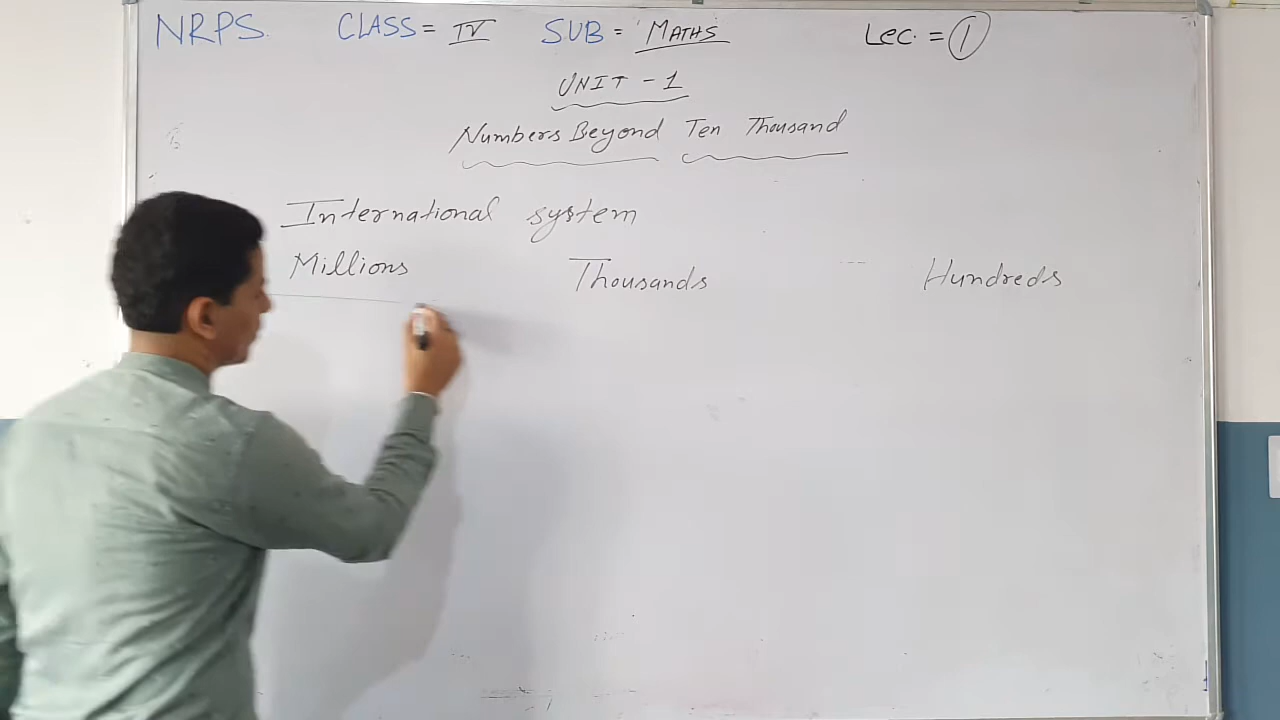 NRPS. CLASS = IV SUB = MATHS Lec. = 1
UNIT - 1
Numbers Beyond Ten Thousand
International system
Millions Thousands Hundreds